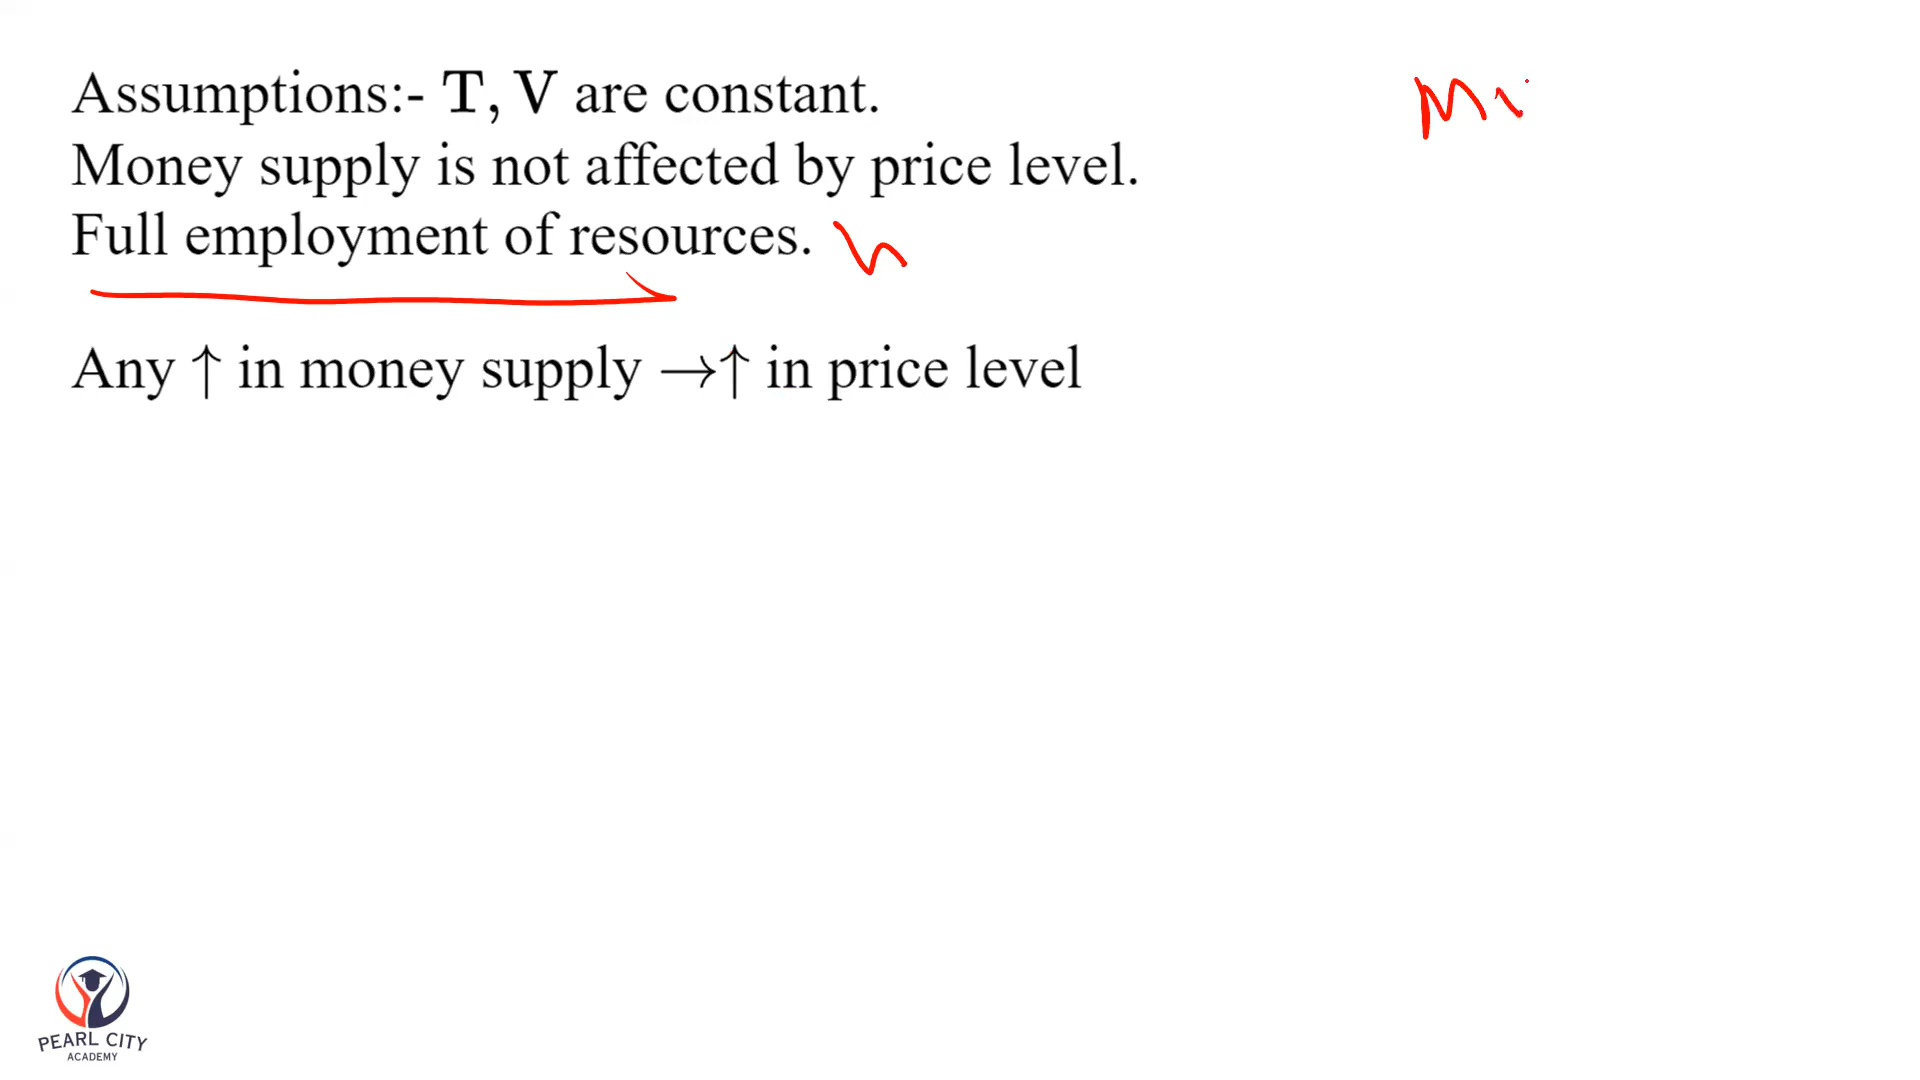 Assumptions:- T, V are constant.
Money supply is not affected by price level.
Full employment of resources.
Any ↑ in money supply →↑ in price level
PEARL CITY
ACADEMY